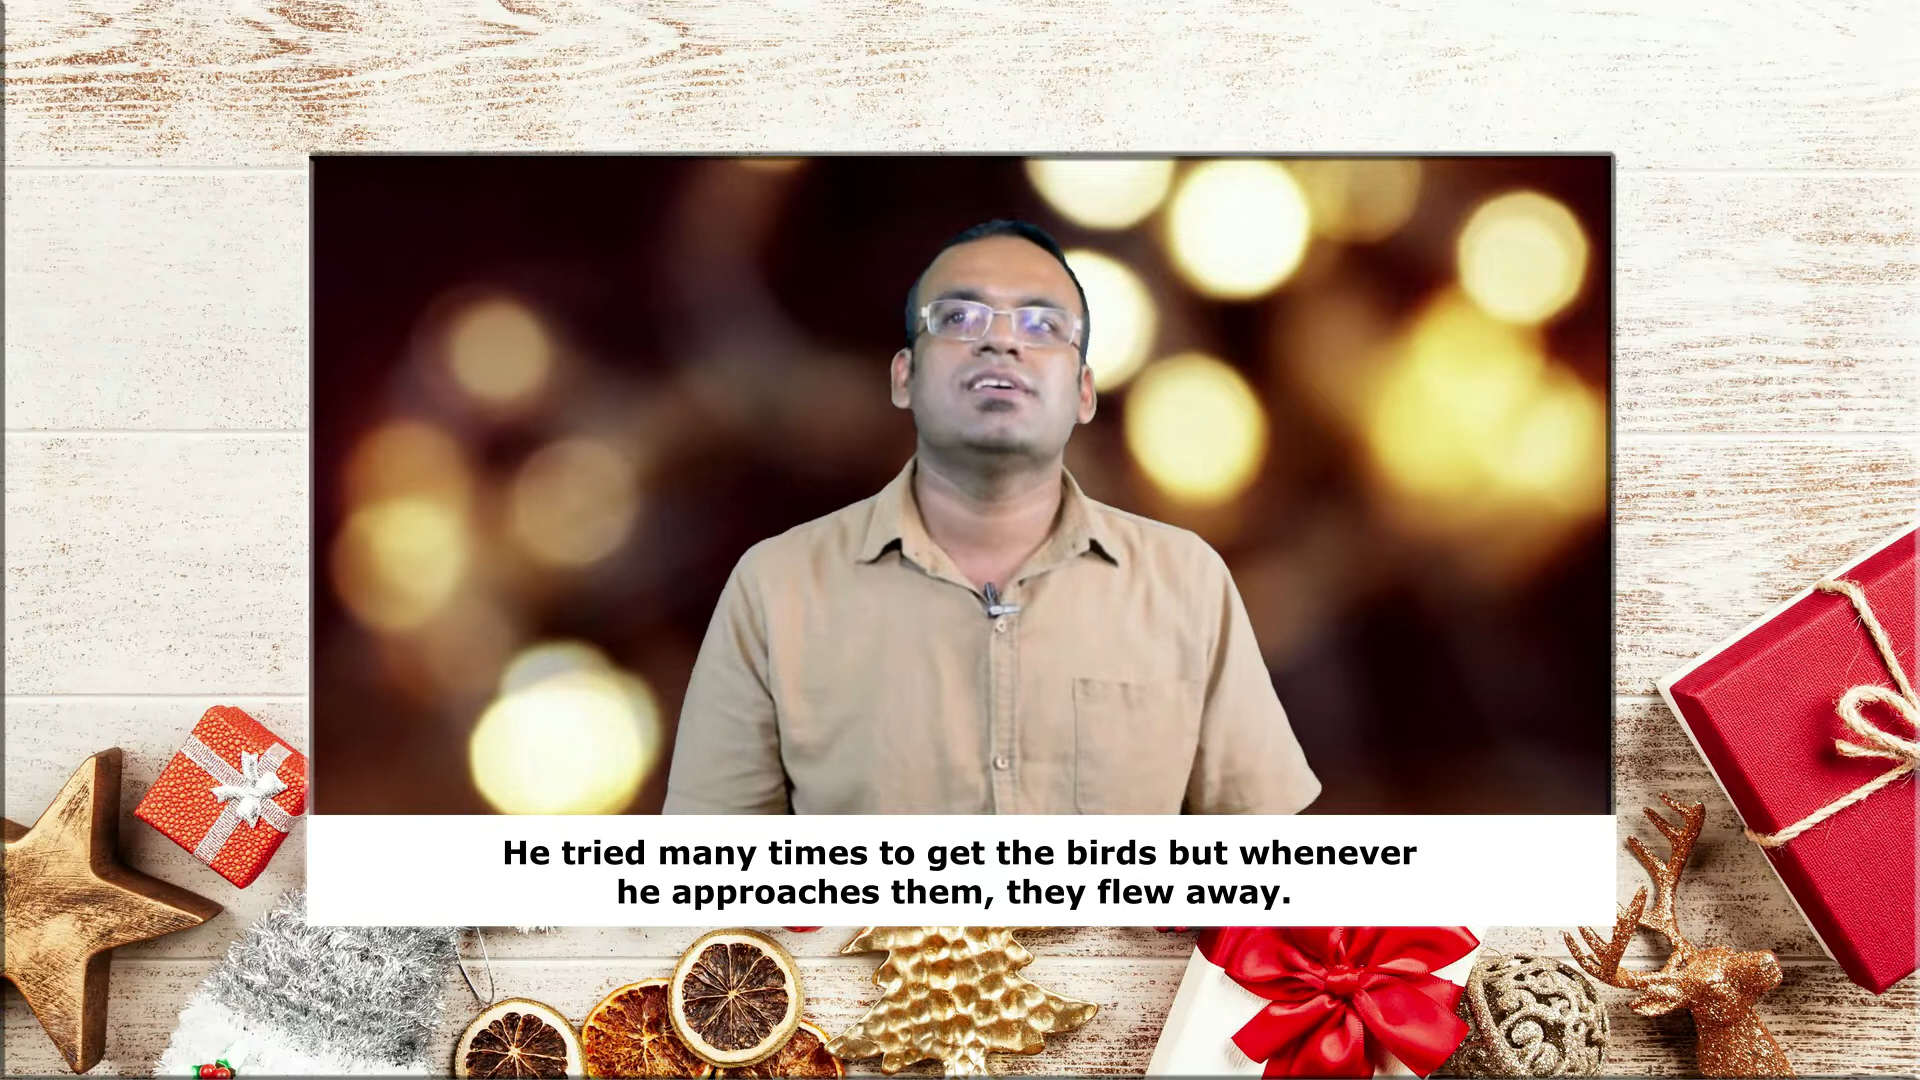 He tried many times to get the birds but whenever
he approaches them, they flew away.